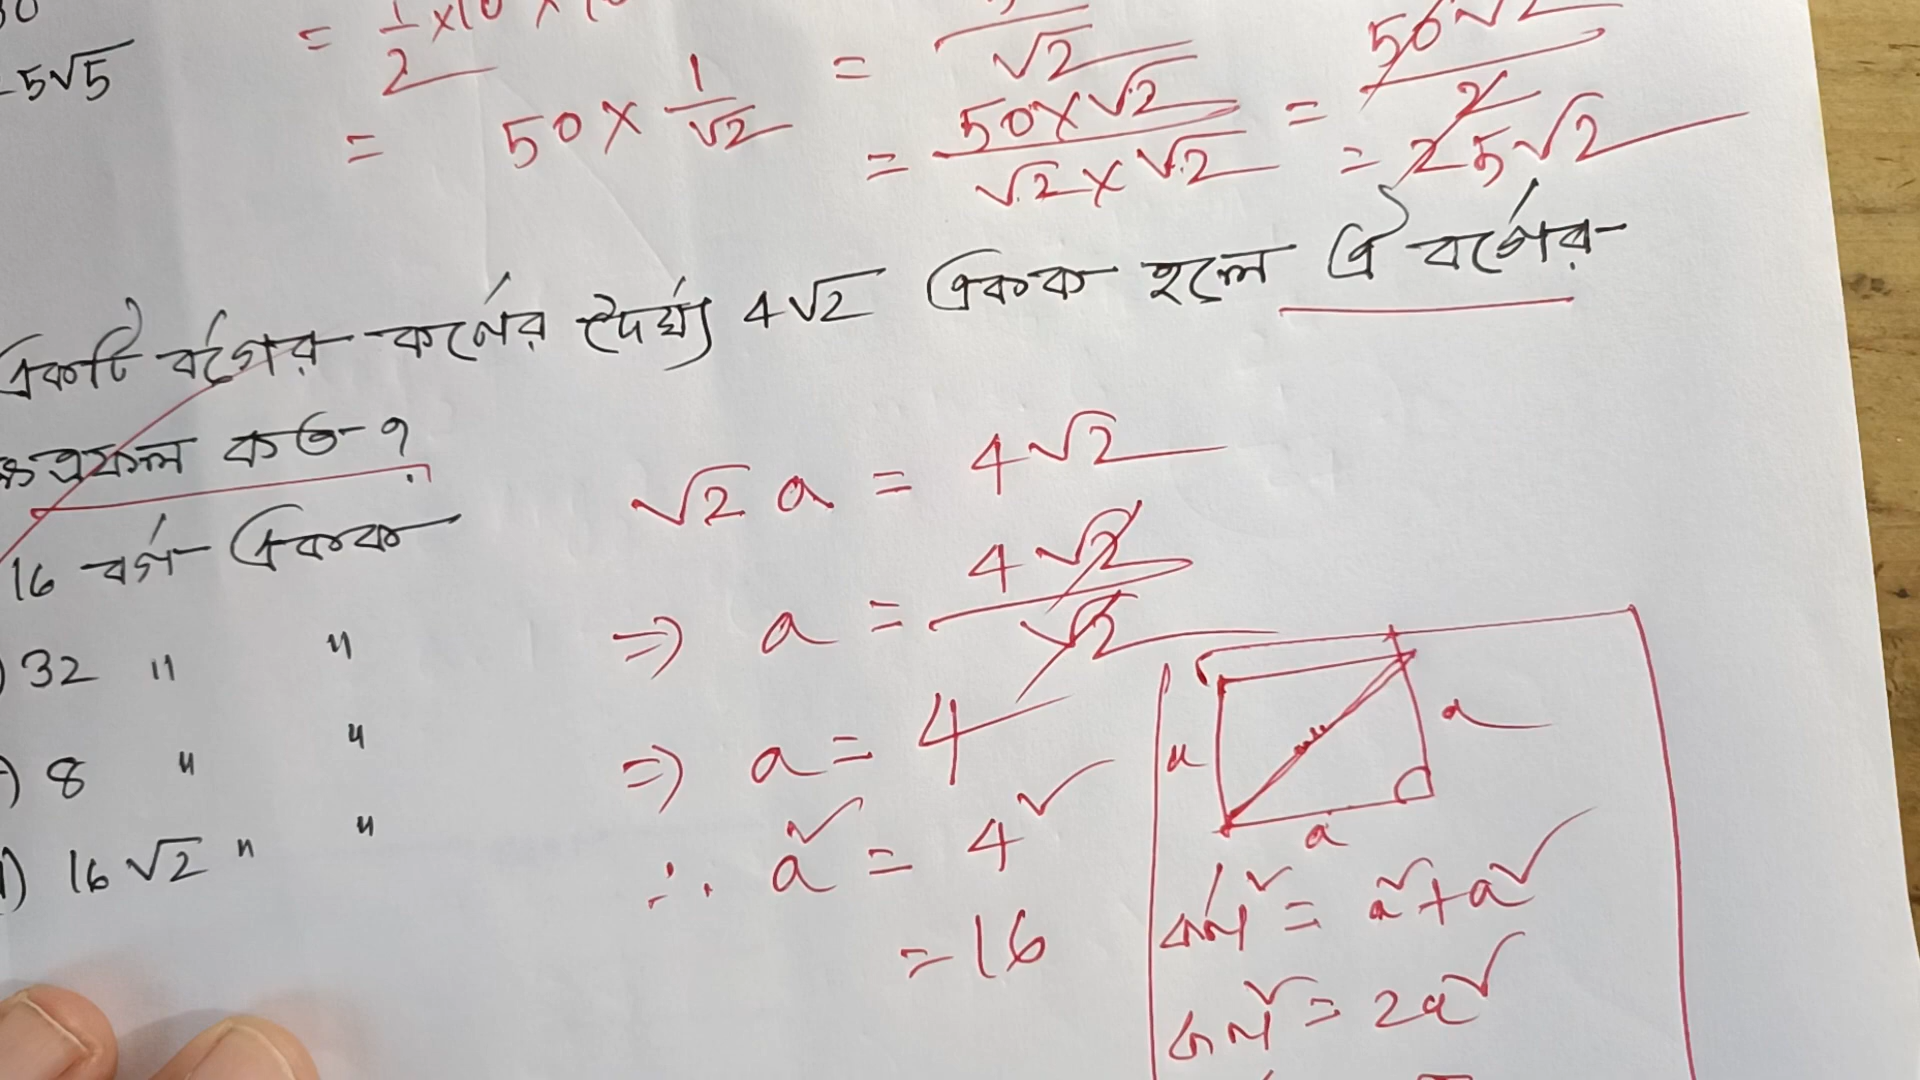 -5√5
= 1/2 × 10 ×
= 50 × 1/√2
= /√2
= 50×√2 / √2×√2
= 50√2 / 2
= 25√2
একটি বর্গের কর্ণের দৈর্ঘ্য 4√2 একক হলে ঐ বর্গের
ক্ষেত্রফল কত?
16 বর্গ একক
) 32 " "
) 8 " "
) 16√2 " "
√2 a = 4√2
⇒ a = 4√2 / √2
⇒ a = 4
∴ a² = 4²
= 16
a
a
a
কর্ণ² = a² + a²
কর্ণ² = 2a²